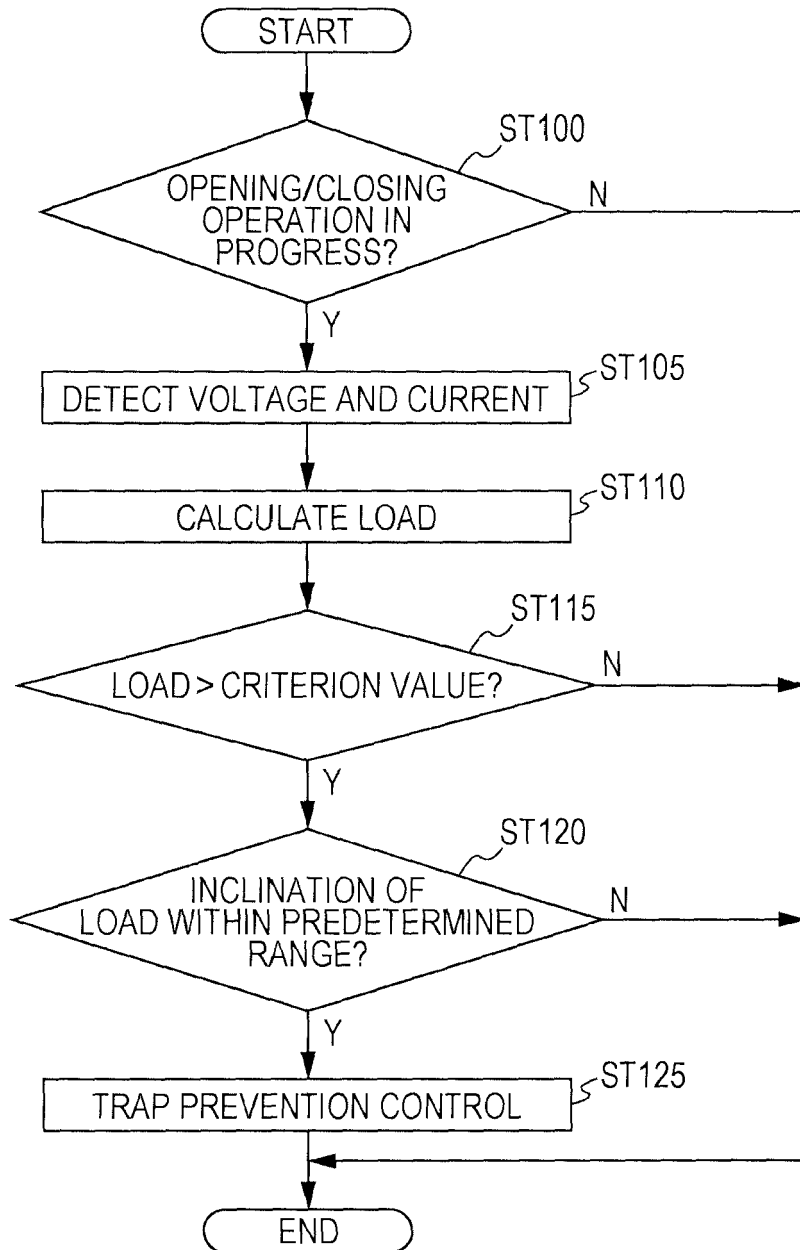 START
ST100
OPENING/CLOSING
OPERATION IN
PROGRESS?
N
Y
ST105
DETECT VOLTAGE AND CURRENT
ST110
CALCULATE LOAD
ST115
LOAD > CRITERION VALUE?
N
Y
ST120
INCLINATION OF
LOAD WITHIN PREDETERMINED
RANGE?
N
Y
ST125
TRAP PREVENTION CONTROL
END